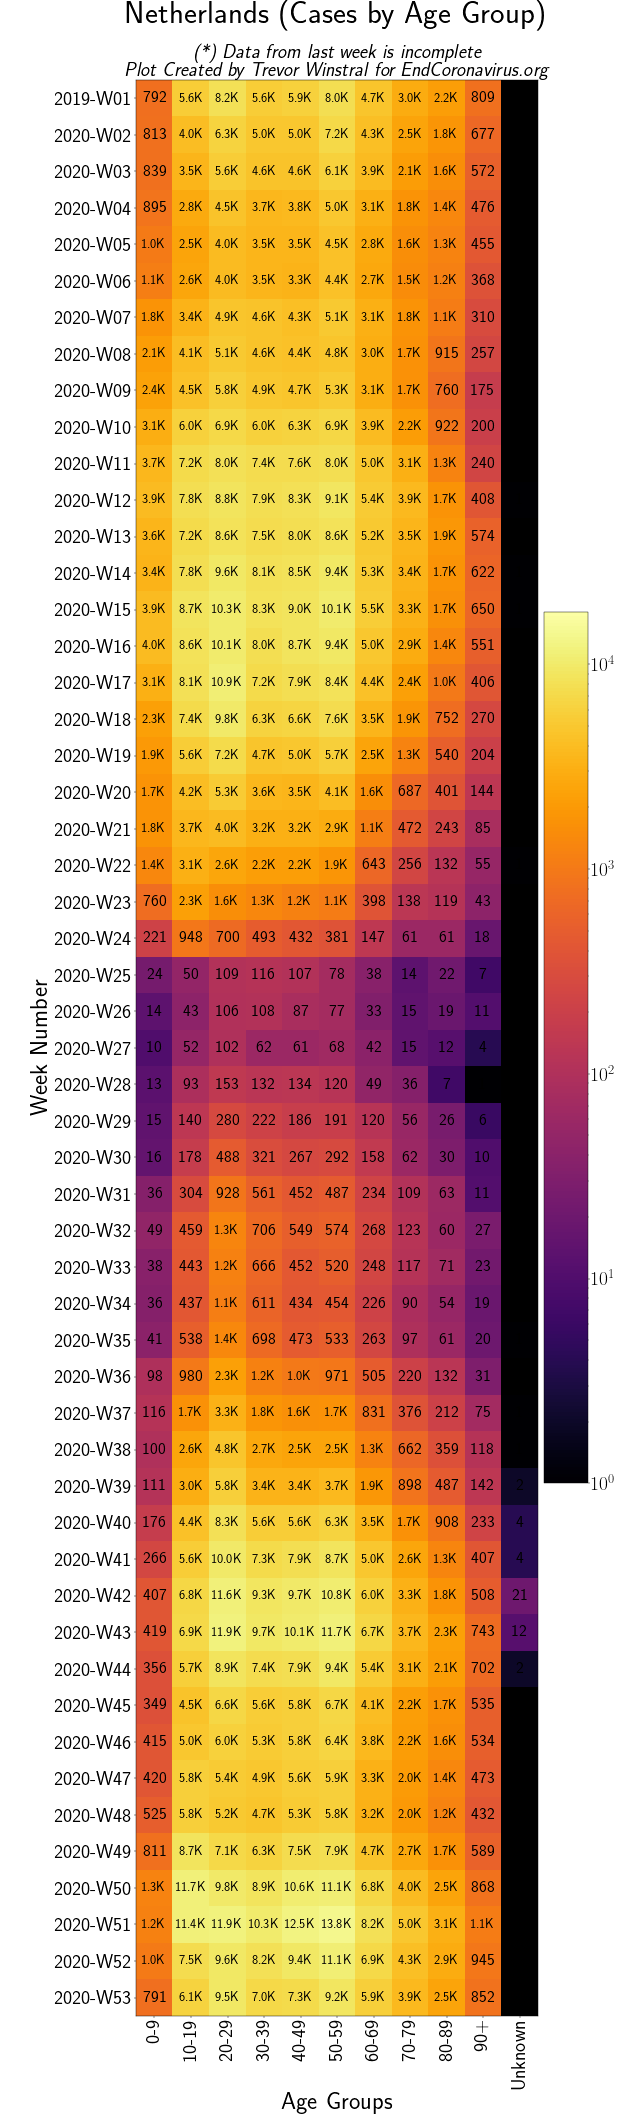 Netherlands (Cases by Age Group)
(*) Data from last week is incomplete
Plot Created by Trevor Winstral for EndCoronavirus.org
2019-W01 792 5.6K 8.2K 5.6K 5.9K 8.0K 4.7K 3.0K 2.2K 809
2020-W02 813 4.0K 6.3K 5.0K 5.0K 7.2K 4.3K 2.5K 1.8K 677
2020-W03 839 3.5K 5.6K 4.6K 4.6K 6.1K 3.9K 2.1K 1.6K 572
2020-W04 895 2.8K 4.5K 3.7K 3.8K 5.0K 3.1K 1.8K 1.4K 476
2020-W05 1.0K 2.5K 4.0K 3.5K 3.5K 4.5K 2.8K 1.6K 1.3K 455
2020-W06 1.1K 2.6K 4.0K 3.5K 3.3K 4.4K 2.7K 1.5K 1.2K 368
2020-W07 1.8K 3.4K 4.9K 4.6K 4.3K 5.1K 3.1K 1.8K 1.1K 310
2020-W08 2.1K 4.1K 5.1K 4.6K 4.4K 4.8K 3.0K 1.7K 915 257
2020-W09 2.4K 4.5K 5.8K 4.9K 4.7K 5.3K 3.1K 1.7K 760 175
2020-W10 3.1K 6.0K 6.9K 6.0K 6.3K 6.9K 3.9K 2.2K 922 200
2020-W11 3.7K 7.2K 8.0K 7.4K 7.6K 8.0K 5.0K 3.1K 1.3K 240
2020-W12 3.9K 7.8K 8.8K 7.9K 8.3K 9.1K 5.4K 3.9K 1.7K 408
2020-W13 3.6K 7.2K 8.6K 7.5K 8.0K 8.6K 5.2K 3.5K 1.9K 574
2020-W14 3.4K 7.8K 9.6K 8.1K 8.5K 9.4K 5.3K 3.4K 1.7K 622
2020-W15 3.9K 8.7K 10.3K 8.3K 9.0K 10.1K 5.5K 3.3K 1.7K 650
2020-W16 4.0K 8.6K 10.1K 8.0K 8.7K 9.4K 5.0K 2.9K 1.4K 551
2020-W17 3.1K 8.1K 10.9K 7.2K 7.9K 8.4K 4.4K 2.4K 1.0K 406
2020-W18 2.3K 7.4K 9.8K 6.3K 6.6K 7.6K 3.5K 1.9K 752 270
2020-W19 1.9K 5.6K 7.2K 4.7K 5.0K 5.7K 2.5K 1.3K 540 204
2020-W20 1.7K 4.2K 5.3K 3.6K 3.5K 4.1K 1.6K 687 401 144
2020-W21 1.8K 3.7K 4.0K 3.2K 3.2K 2.9K 1.1K 472 243 85
2020-W22 1.4K 3.1K 2.6K 2.2K 2.2K 1.9K 643 256 132 55
2020-W23 760 2.3K 1.6K 1.3K 1.2K 1.1K 398 138 119 43
2020-W24 221 948 700 493 432 381 147 61 61 18
2020-W25 24 50 109 116 107 78 38 14 22 7
2020-W26 14 43 106 108 87 77 33 15 19 11
2020-W27 10 52 102 62 61 68 42 15 12 4
2020-W28 13 93 153 132 134 120 49 36 7
2020-W29 15 140 280 222 186 191 120 56 26 6
2020-W30 16 178 488 321 267 292 158 62 30 10
2020-W31 36 304 928 561 452 487 234 109 63 11
2020-W32 49 459 1.3K 706 549 574 268 123 60 27
2020-W33 38 443 1.2K 666 452 520 248 117 71 23
2020-W34 36 437 1.1K 611 434 454 226 90 54 19
2020-W35 41 538 1.4K 698 473 533 263 97 61 20
2020-W36 98 980 2.3K 1.2K 1.0K 971 505 220 132 31
2020-W37 116 1.7K 3.3K 1.8K 1.6K 1.7K 831 376 212 75
2020-W38 100 2.6K 4.8K 2.7K 2.5K 2.5K 1.3K 662 359 118
2020-W39 111 3.0K 5.8K 3.4K 3.4K 3.7K 1.9K 898 487 142 2
2020-W40 176 4.4K 8.3K 5.6K 5.6K 6.3K 3.5K 1.7K 908 233 4
2020-W41 266 5.6K 10.0K 7.3K 7.9K 8.7K 5.0K 2.6K 1.3K 407 4
2020-W42 407 6.8K 11.6K 9.3K 9.7K 10.8K 6.0K 3.3K 1.8K 508 21
2020-W43 419 6.9K 11.9K 9.7K 10.1K 11.7K 6.7K 3.7K 2.3K 743 12
2020-W44 356 5.7K 8.9K 7.4K 7.9K 9.4K 5.4K 3.1K 2.1K 702 2
2020-W45 349 4.5K 6.6K 5.6K 5.8K 6.7K 4.1K 2.2K 1.7K 535
2020-W46 415 5.0K 6.0K 5.3K 5.8K 6.4K 3.8K 2.2K 1.6K 534
2020-W47 420 5.8K 5.4K 4.9K 5.6K 5.9K 3.3K 2.0K 1.4K 473
2020-W48 525 5.8K 5.2K 4.7K 5.3K 5.8K 3.2K 2.0K 1.2K 432
2020-W49 811 8.7K 7.1K 6.3K 7.5K 7.9K 4.7K 2.7K 1.7K 589
2020-W50 1.3K 11.7K 9.8K 8.9K 10.6K 11.1K 6.8K 4.0K 2.5K 868
2020-W51 1.2K 11.4K 11.9K 10.3K 12.5K 13.8K 8.2K 5.0K 3.1K 1.1K
2020-W52 1.0K 7.5K 9.6K 8.2K 9.4K 11.1K 6.9K 4.3K 2.9K 945
2020-W53 791 6.1K 9.5K 7.0K 7.3K 9.2K 5.9K 3.9K 2.5K 852
0-9 10-19 20-29 30-39 40-49 50-59 60-69 70-79 80-89 90+ Unknown
Age Groups
Week Number
10⁴
10³
10²
10¹
10⁰